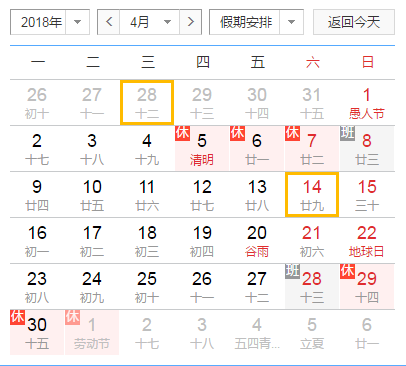 2018年 4月 假期安排 返回今天
一 二 三 四 五 六 日
26 27 28 29 30 31 1
初十 十一 十二 十三 十四 十五 愚人节
2 3 4 休 5 休 6 休 7 班 8
十七 十八 十九 清明 廿一 廿二 廿三
9 10 11 12 13 14 15
廿四 廿五 廿六 廿七 廿八 廿九 三十
16 17 18 19 20 21 22
初一 初二 初三 初四 谷雨 初六 地球日
23 24 25 26 27 班 28 休 29
初八 初九 初十 十一 十二 十三 十四
休 30 休 1 2 3 4 5 6
十五 劳动节 十七 十八 五四青... 立夏 廿一